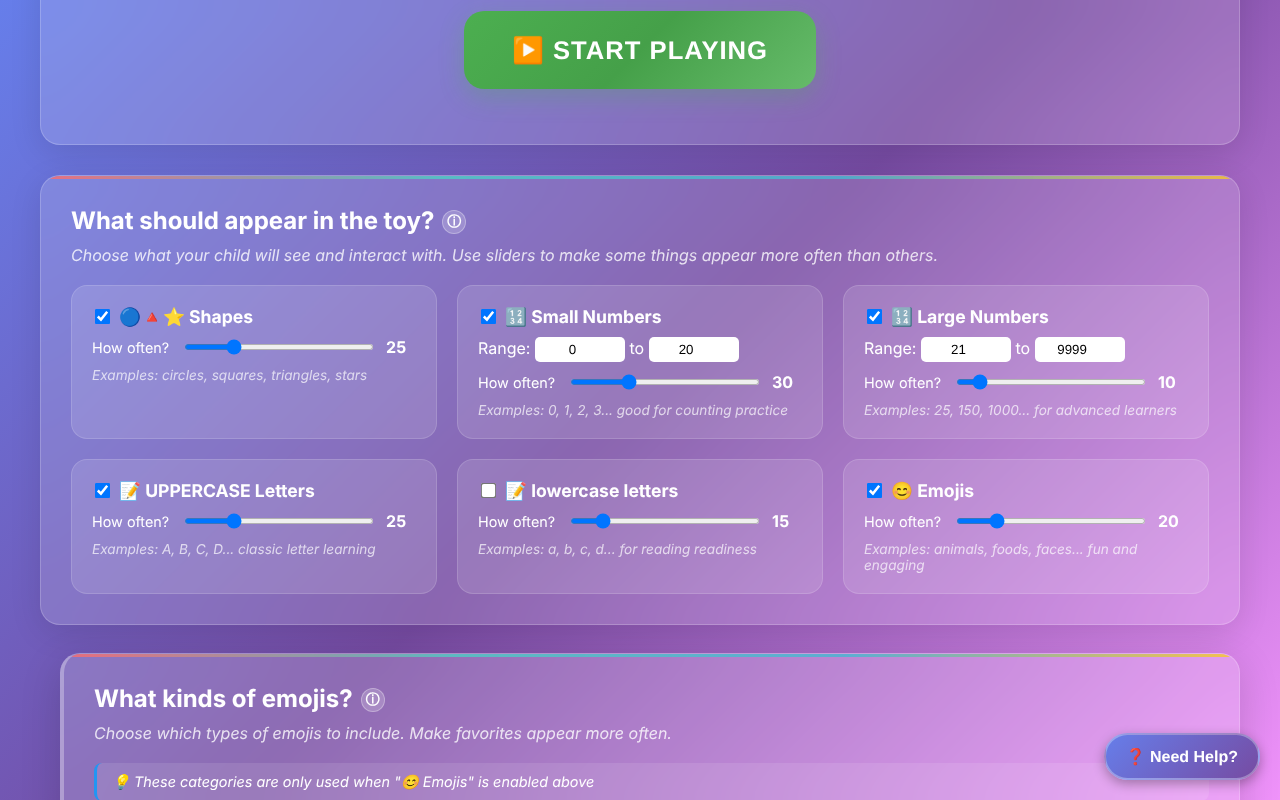 ▶️ START PLAYING
What should appear in the toy? ⓘ
Choose what your child will see and interact with. Use sliders to make some things appear more often than others.
🔵🔺⭐ Shapes
How often? 25
Examples: circles, squares, triangles, stars
🔢 Small Numbers
Range: 0 to 20
How often? 30
Examples: 0, 1, 2, 3... good for counting practice
🔢 Large Numbers
Range: 21 to 9999
How often? 10
Examples: 25, 150, 1000... for advanced learners
📝 UPPERCASE Letters
How often? 25
Examples: A, B, C, D... classic letter learning
📝 lowercase letters
How often? 15
Examples: a, b, c, d... for reading readiness
😊 Emojis
How often? 20
Examples: animals, foods, faces... fun and
engaging
What kinds of emojis? ⓘ
Choose which types of emojis to include. Make favorites appear more often.
💡 These categories are only used when "😊 Emojis" is enabled above
❓ Need Help?